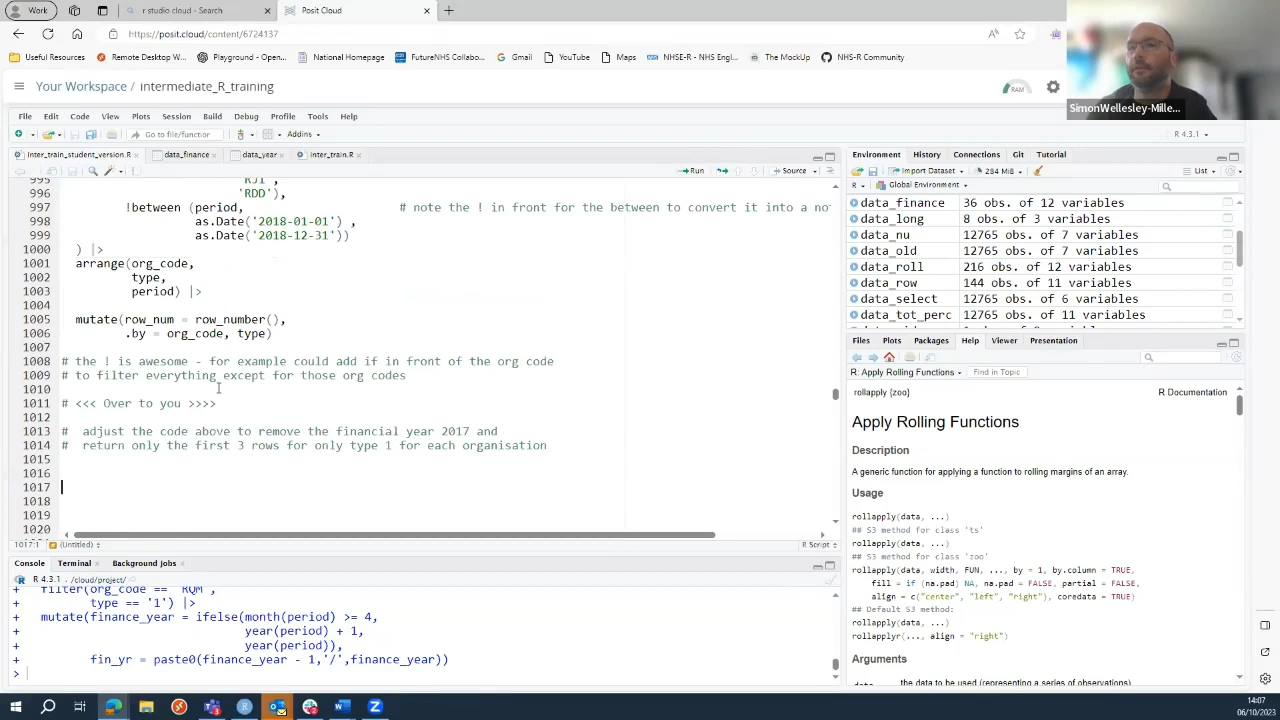 Work
r studio cloud - Search
Posit Cloud
https://posit.cloud/content/6724137
Useful Resources
Remote Desktop W...
Playground - Open...
National Homepage
FutureNHS Collabo...
Gmail
YouTube
Maps
NHSE-R - NHS Engl...
The MockUp
NHS-R Community
Your Workspace / intermediate_R_training
RAM
SimonWellesley-Mille...
File Edit Code View Plots Session Build Debug Profile Tools Help
Go to file/function
Addins
R 4.3.1
inter_train_student_version.R
data_finance
data_year
inter_train.R
Run
Source
996 'RDD'),
997 !between (period, # note the ! in front for the between to convert it into a no
998 as.Date('2018-01-01'),
999 as.Date('2018-12-31'))
1000 ) |>
1001 arrange(org_code,
1002 type,
1003 period) |>
1004
1005 mutate(row_num = row_number(),
1006 .by = org_code, type)
1007
1008 # the ! is awesome - for example could add if in front of the org code
1009 # to filter everything except for those org codes
1010
1011 # <<< Over to you >>>>
1012
1013 # adjust the code above to remove the financial year 2017 and
1014 # return only the first 3 rows for only type 1 for each organisation
1015
1016
1017
1018
1019
1020
1017:1 (Untitled)
R Script
Console Terminal Background Jobs
R 4.3.1 . /cloud/project/
+ filter(org_code == 'RQM',
+ type == '1') |>
+ mutate(finance_year = ifelse(month(period) >= 4,
+ year(period) + 1,
+ year(period)),
+ fin_yr = paste0(finance_year - 1,'/',finance_year))
>
Environment History Connections Git Tutorial
Import Dataset
284 MiB
List
R
Global Environment
data_finance 36 obs. of 12 variables
data_long 8 obs. of 3 variables
data_nu 12765 obs. of 7 variables
data_old 12765 obs. of 7 variables
data_roll 216 obs. of 12 variables
data_row 144 obs. of 11 variables
data_select 12765 obs. of 6 variables
data_tot_perc 12765 obs. of 11 variables
Files Plots Packages Help Viewer Presentation
R: Apply Rolling Functions
Find in Topic
rollapply {zoo}
R Documentation
Apply Rolling Functions
Description
A generic function for applying a function to rolling margins of an array.
Usage
rollapply(data, ...)
## S3 method for class 'ts'
rollapply(data, ...)
## S3 method for class 'zoo'
rollapply(data, width, FUN, ..., by = 1, by.column = TRUE,
fill = if (na.pad) NA, na.pad = FALSE, partial = FALSE,
align = c("center", "left", "right"), coredata = TRUE)
## Default S3 method:
rollapply(data, ...)
rollapplyr(..., align = "right")
Arguments
data the data to be used (representing a series of observations)
14:07
06/10/2023